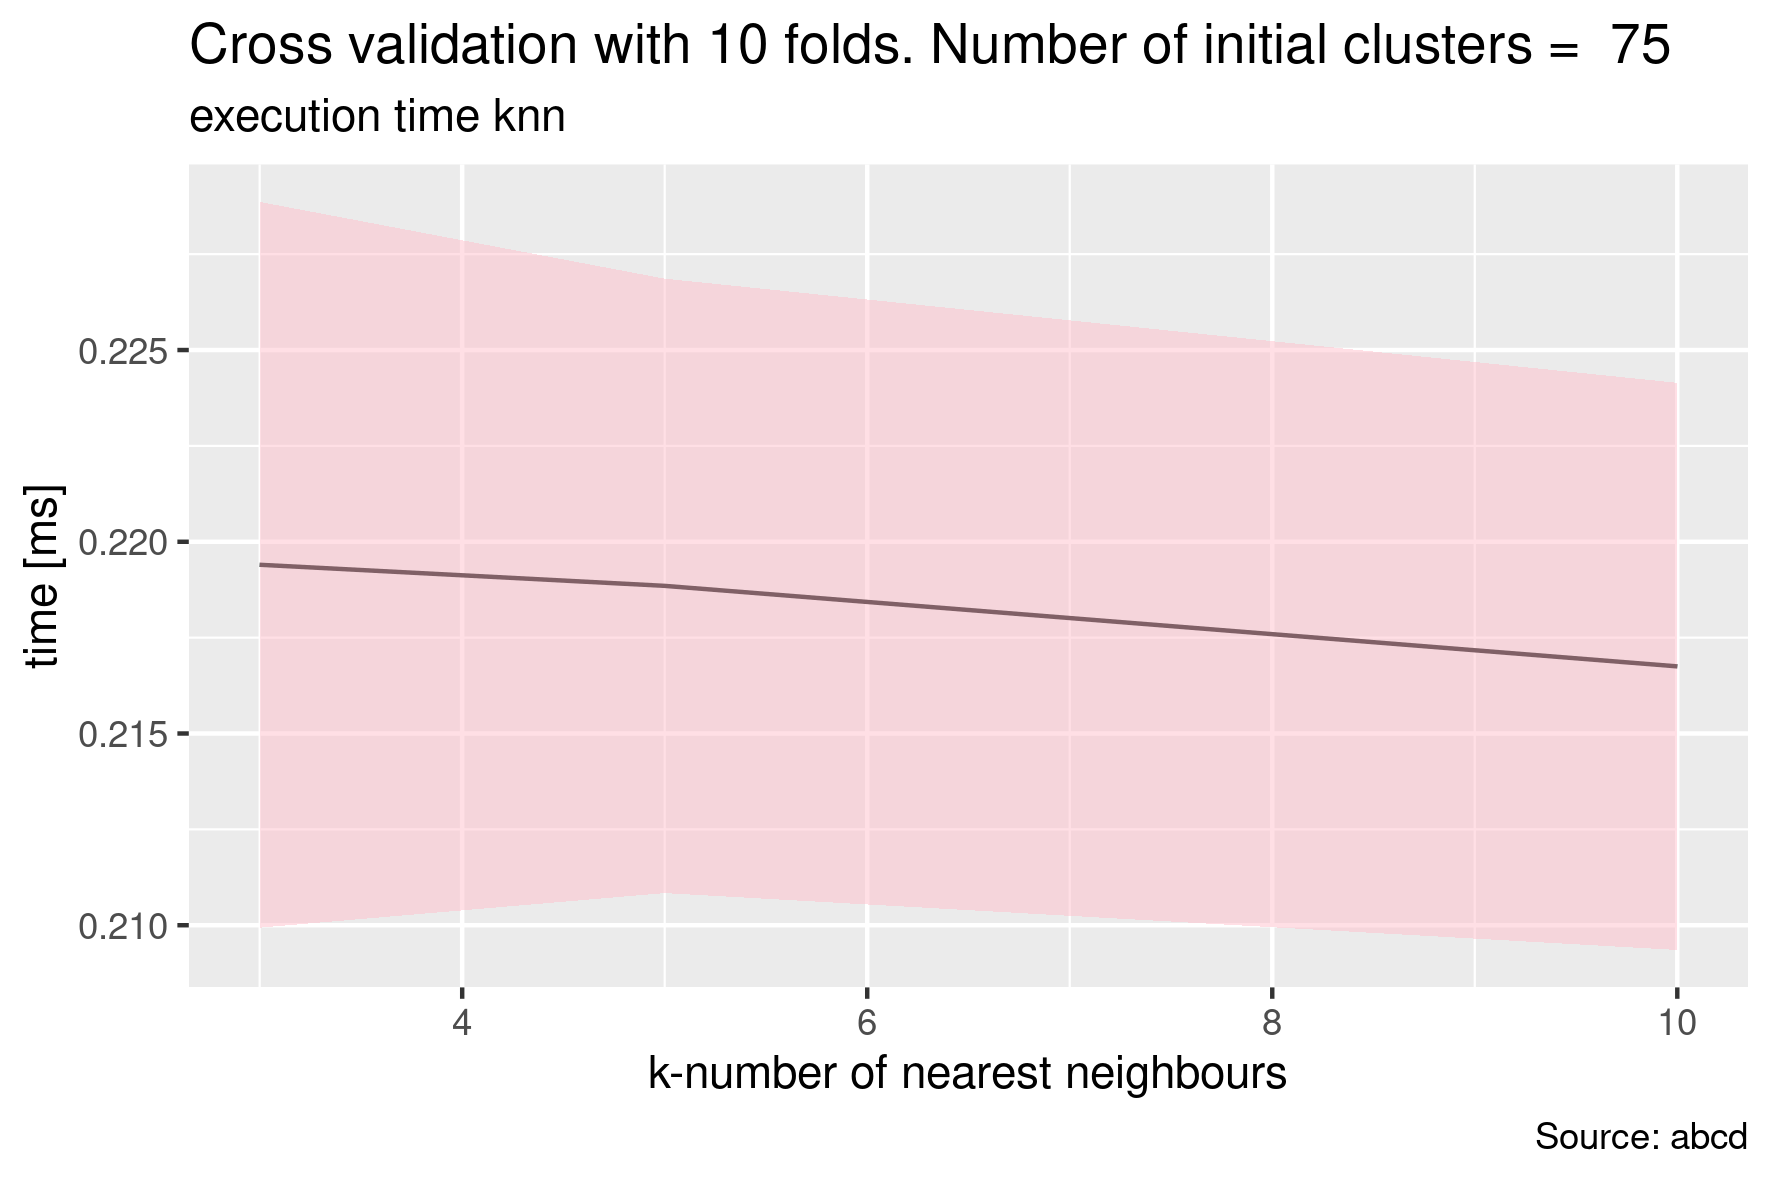 Cross validation with 10 folds. Number of initial clusters =  75
execution time knn
time [ms]
0.225
0.220
0.215
0.210
4 6 8 10
k-number of nearest neighbours
Source: abcd